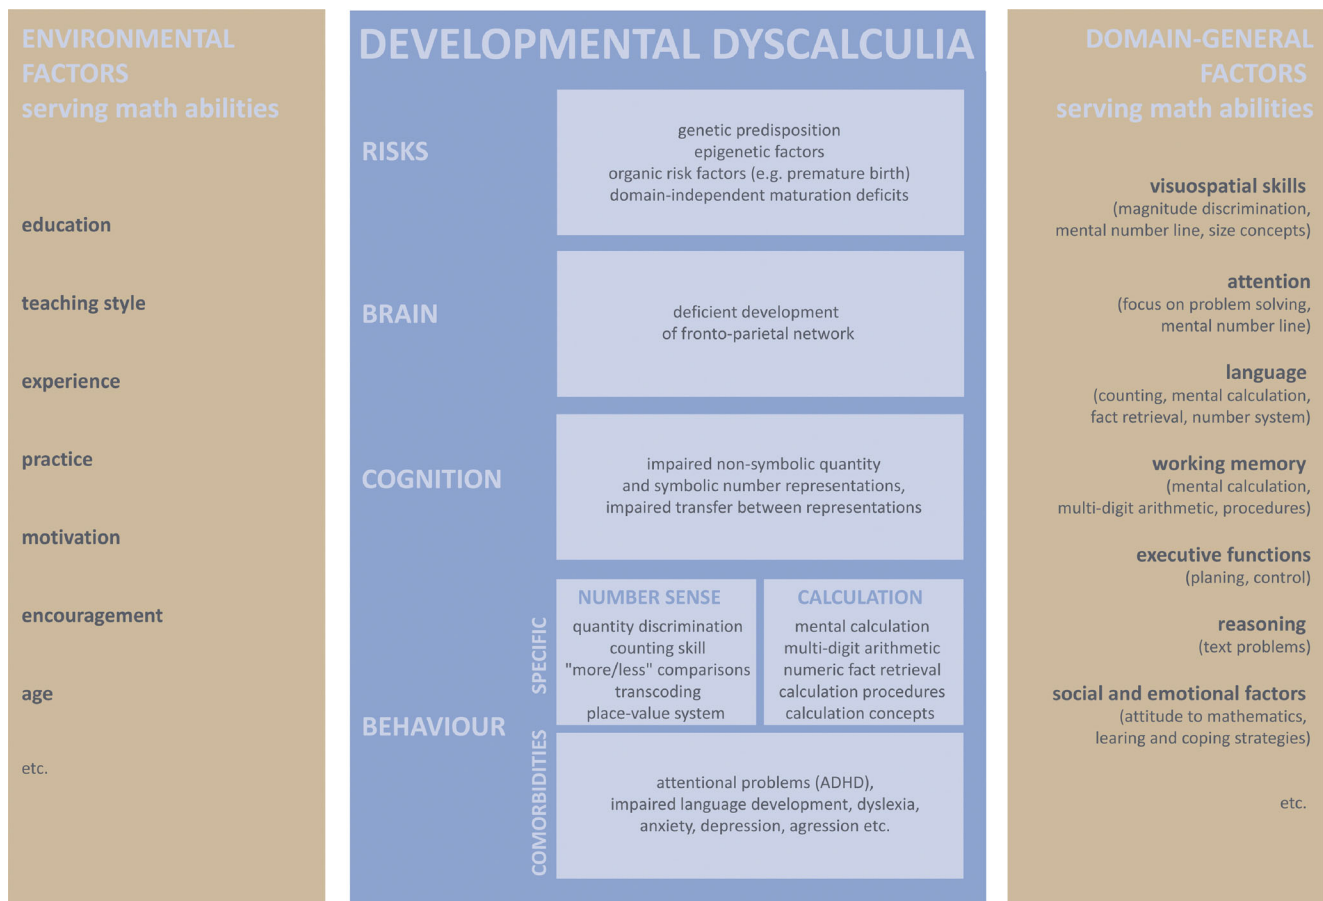 ENVIRONMENTAL
FACTORS
serving math abilities
education
teaching style
experience
practice
motivation
encouragement
age
etc.
DEVELOPMENTAL DYSCALCULIA
RISKS
genetic predisposition
epigenetic factors
organic risk factors (e.g. premature birth)
domain-independent maturation deficits
BRAIN
deficient development
of fronto-parietal network
COGNITION
impaired non-symbolic quantity
and symbolic number representations,
impaired transfer between representations
BEHAVIOUR
SPECIFIC
NUMBER SENSE
quantity discrimination
counting skill
"more/less" comparisons
transcoding
place-value system
CALCULATION
mental calculation
multi-digit arithmetic
numeric fact retrieval
calculation procedures
calculation concepts
COMORBIDITIES
attentional problems (ADHD),
impaired language development, dyslexia,
anxiety, depression, agression etc.
DOMAIN-GENERAL
FACTORS
serving math abilities
visuospatial skills
(magnitude discrimination,
mental number line, size concepts)
attention
(focus on problem solving,
mental number line)
language
(counting, mental calculation,
fact retrieval, number system)
working memory
(mental calculation,
multi-digit arithmetic, procedures)
executive functions
(planing, control)
reasoning
(text problems)
social and emotional factors
(attitude to mathematics,
learing and coping strategies)
etc.